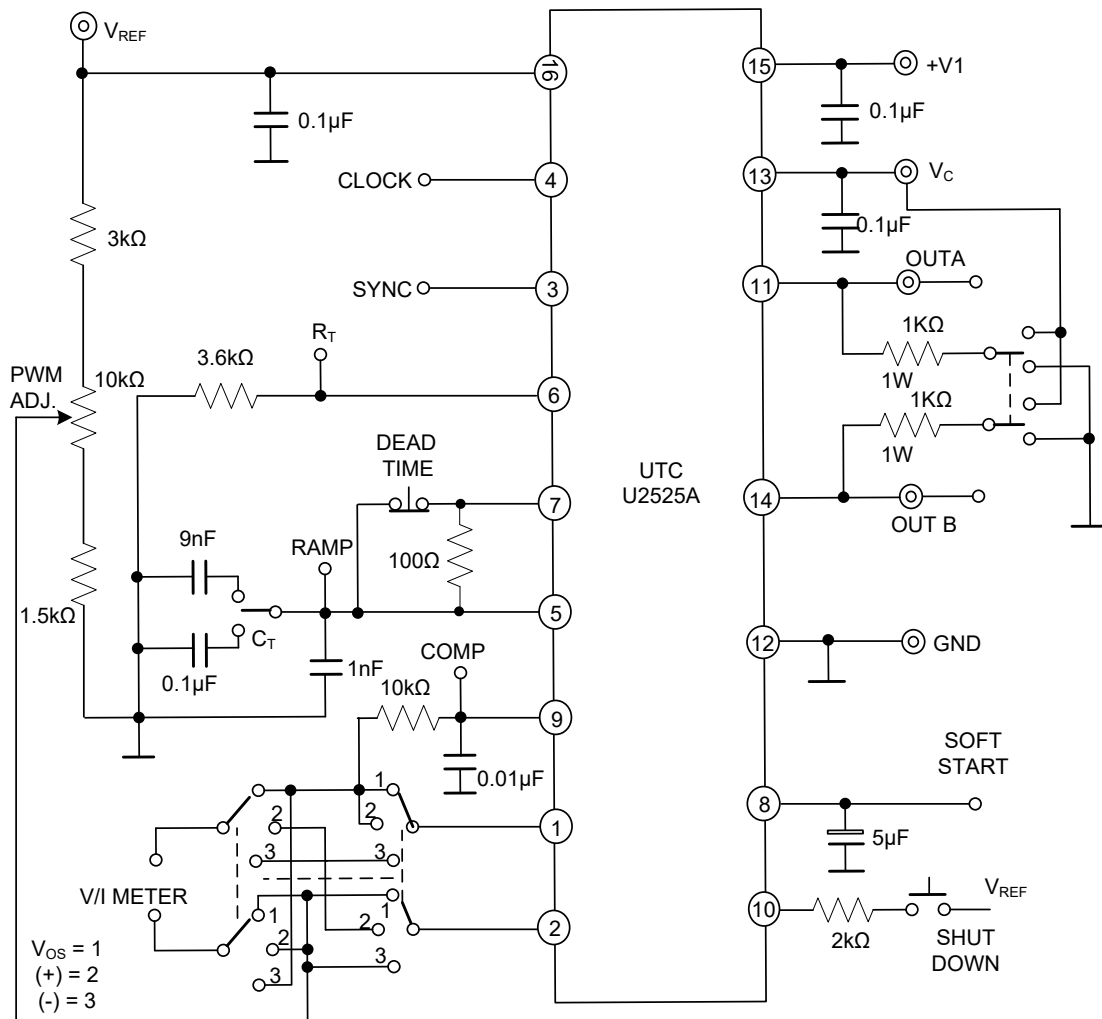 V_REF
16
15
+V1
0.1µF
0.1µF
CLOCK
4
13
V_C
0.1µF
3kΩ
SYNC
3
OUTA
11
R_T
1KΩ
3.6kΩ
PWM
ADJ.
10kΩ
6
1W
1KΩ
DEAD
TIME
1W
UTC
U2525A
7
14
OUT B
9nF
RAMP
100Ω
1.5kΩ
5
C_T
12
GND
0.1µF
1nF
COMP
10kΩ
9
0.01µF
SOFT
START
1
2
8
1
5µF
3
3
V/I METER
1
1
10
V_REF
2
2
2
2kΩ
SHUT
DOWN
V_OS = 1
(+) = 2
(-) = 3
2
3
3